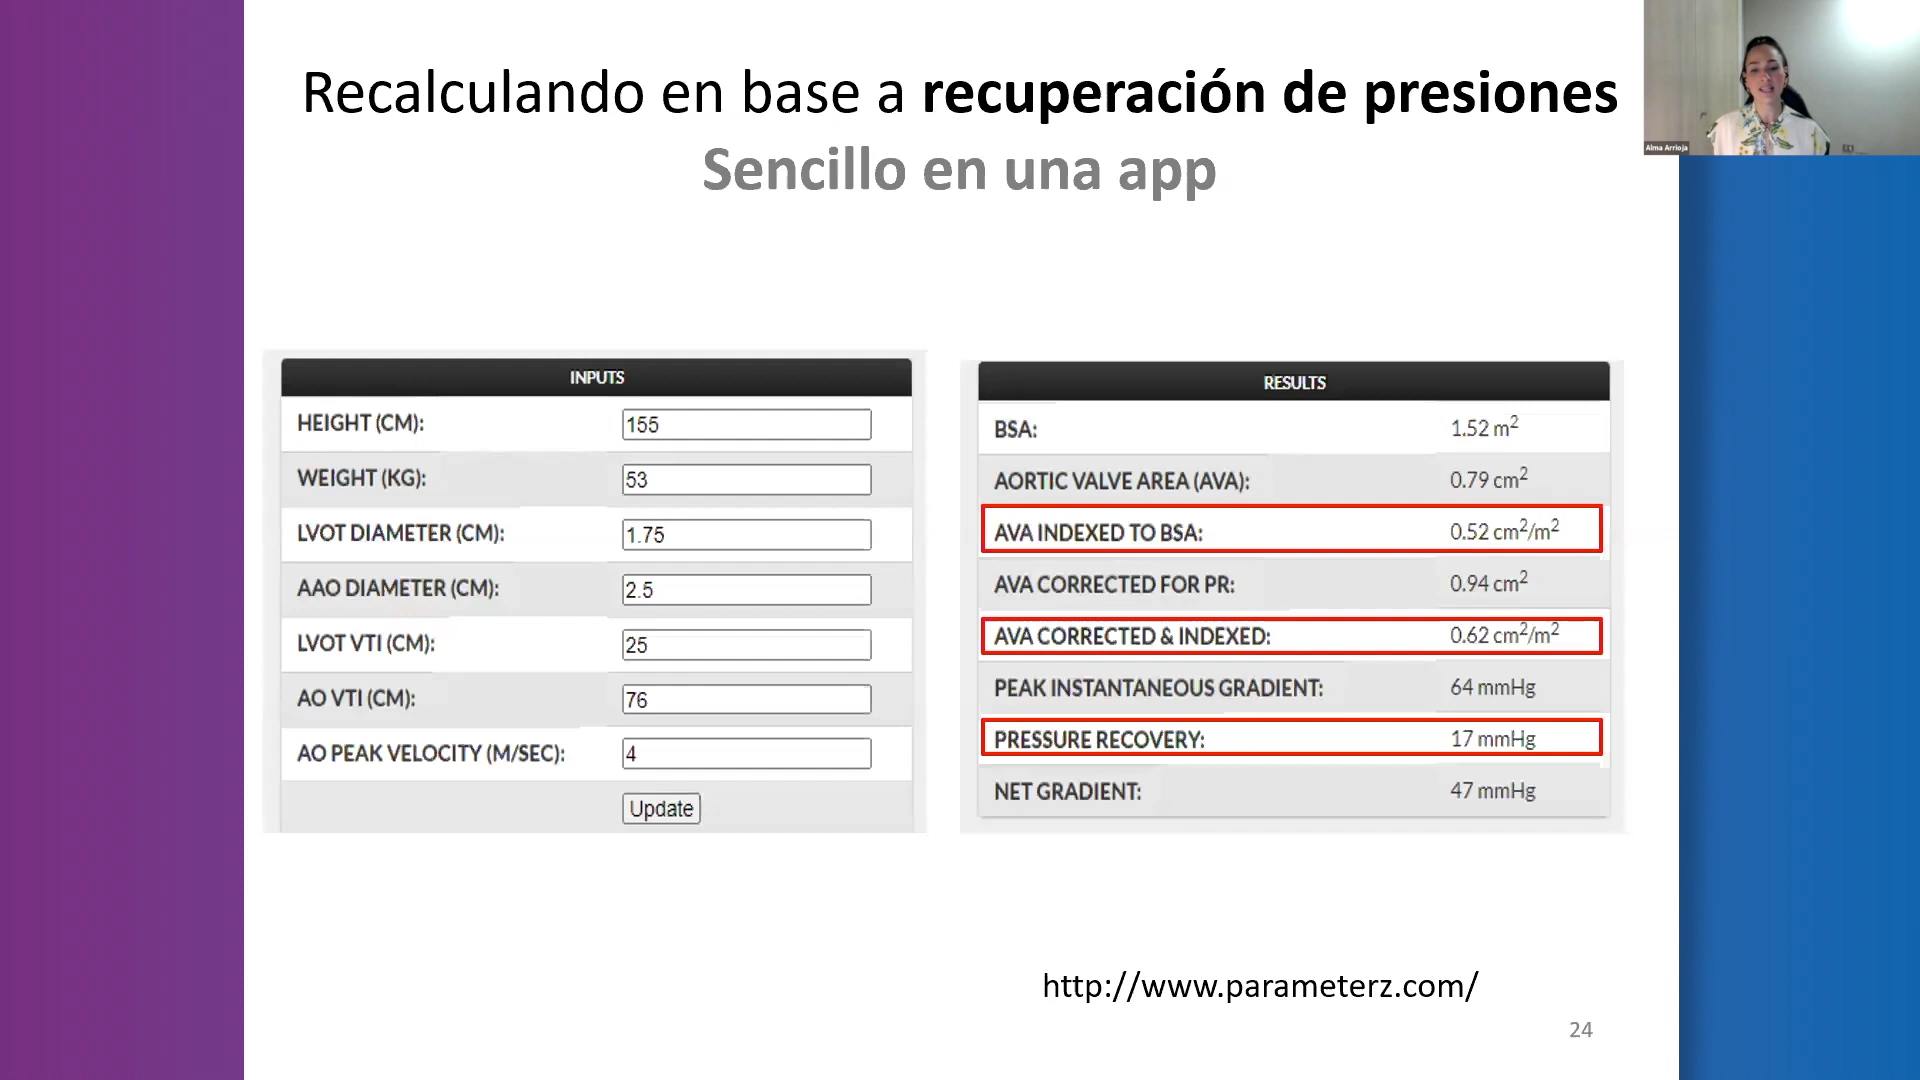 Recalculando en base a recuperación de presiones
Sencillo en una app
Alma Arrioja
INPUTS
HEIGHT (CM): 155
WEIGHT (KG): 53
LVOT DIAMETER (CM): 1.75
AAO DIAMETER (CM): 2.5
LVOT VTI (CM): 25
AO VTI (CM): 76
AO PEAK VELOCITY (M/SEC): 4
Update
RESULTS
BSA: 1.52 m²
AORTIC VALVE AREA (AVA): 0.79 cm²
AVA INDEXED TO BSA: 0.52 cm²/m²
AVA CORRECTED FOR PR: 0.94 cm²
AVA CORRECTED & INDEXED: 0.62 cm²/m²
PEAK INSTANTANEOUS GRADIENT: 64 mmHg
PRESSURE RECOVERY: 17 mmHg
NET GRADIENT: 47 mmHg
http://www.parameterz.com/
24